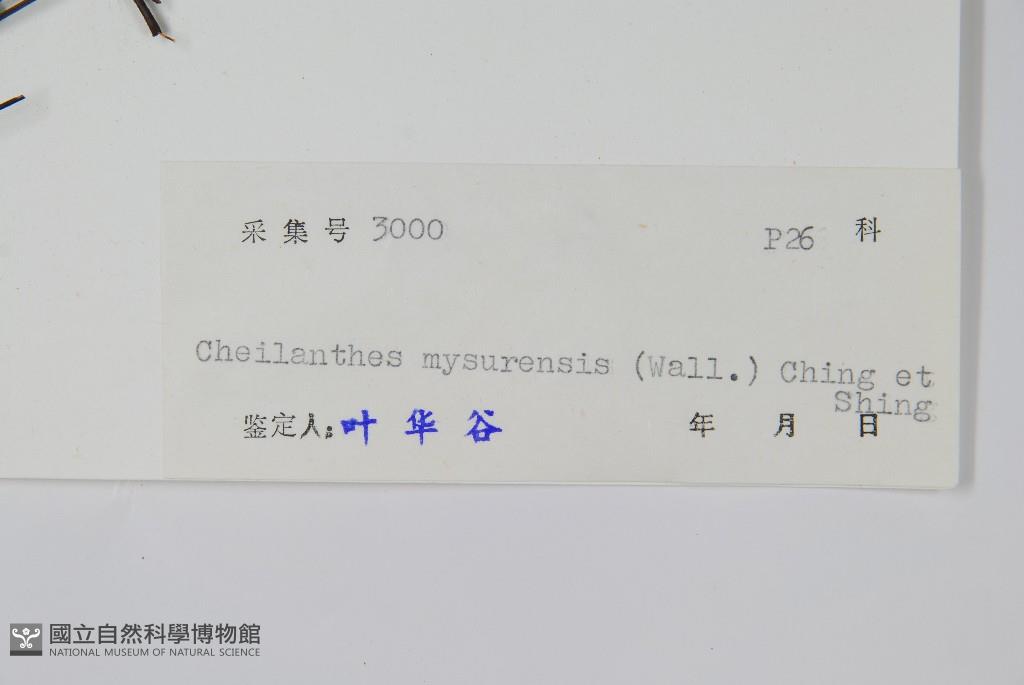 采集号 3000 P26 科
Cheilanthes mysurensis (Wall.) Ching et
Shing
鉴定人: 叶华谷 年 月 日
國立自然科學博物館
NATIONAL MUSEUM OF NATURAL SCIENCE